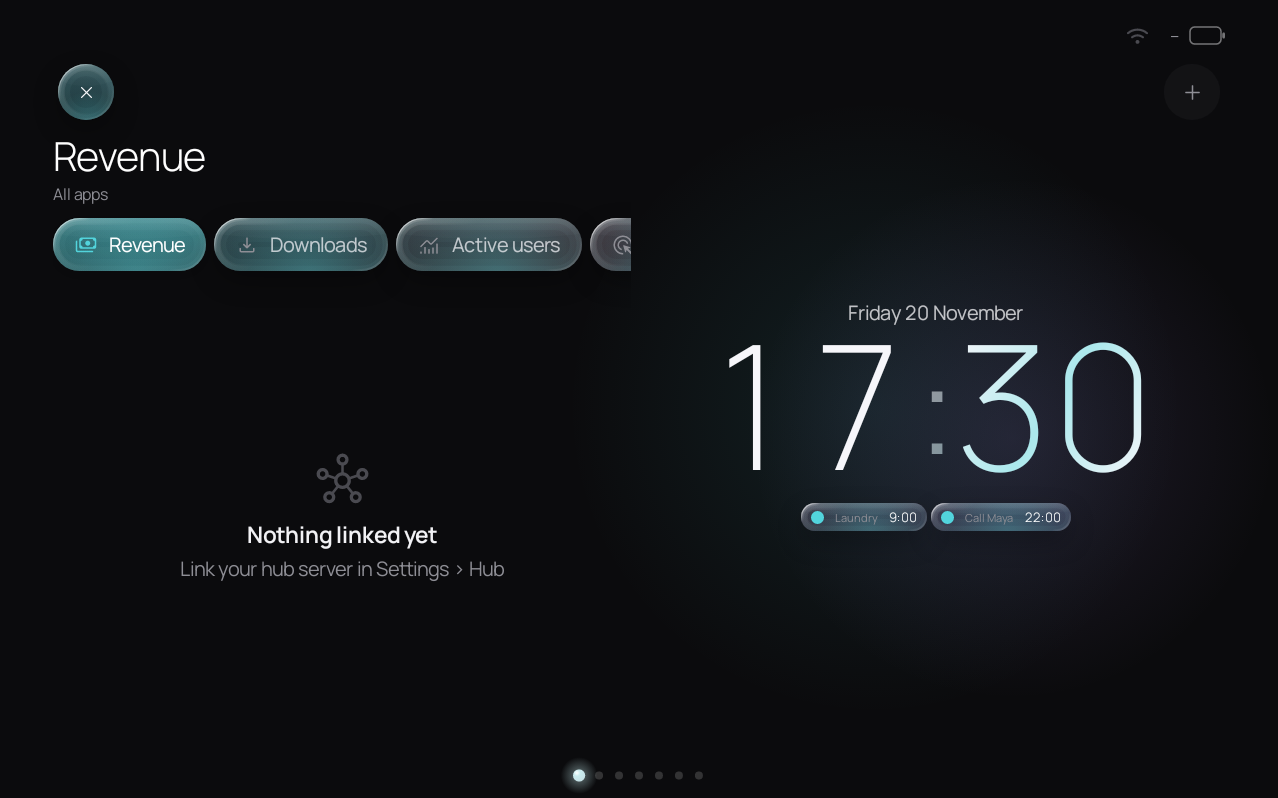 Revenue
All apps
Revenue
Downloads
Active users
Nothing linked yet
Link your hub server in Settings > Hub
–
Friday 20 November
17:30
Laundry 9:00
Call Maya 22:00